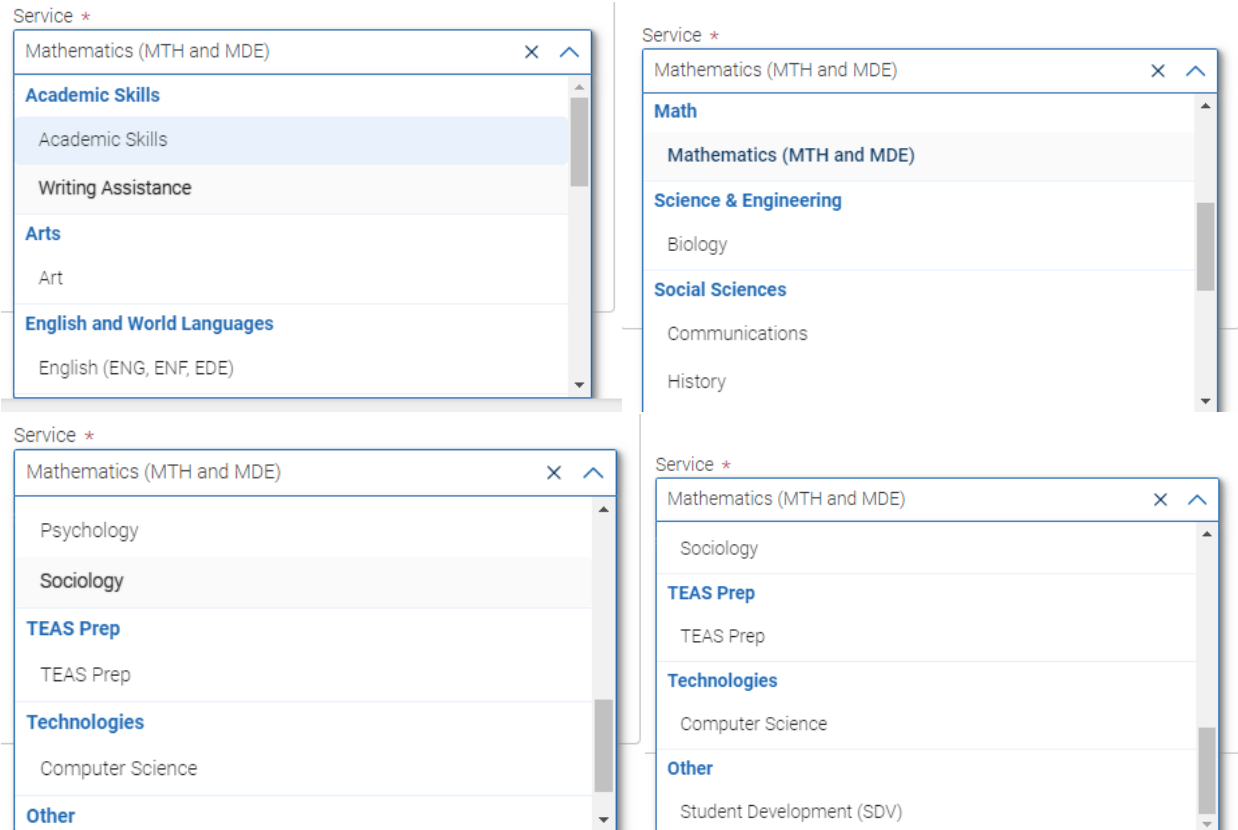 Service *
Mathematics (MTH and MDE)
Academic Skills
Academic Skills
Writing Assistance
Arts
Art
English and World Languages
English (ENG, ENF, EDE)
Service *
Mathematics (MTH and MDE)
Math
Mathematics (MTH and MDE)
Science & Engineering
Biology
Social Sciences
Communications
History
Service *
Mathematics (MTH and MDE)
Psychology
Sociology
TEAS Prep
TEAS Prep
Technologies
Computer Science
Other
Service *
Mathematics (MTH and MDE)
Sociology
TEAS Prep
TEAS Prep
Technologies
Computer Science
Other
Student Development (SDV)